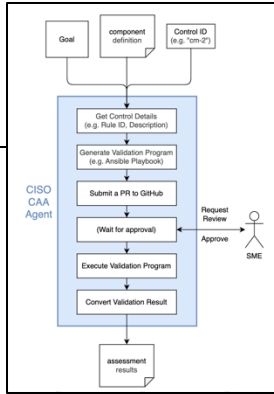 Goal
component
definition
Control ID
(e.g. "cm-2")
Get Control Details
(e.g. Rule ID, Description)
Generate Validation Program
(e.g. Ansible Playbook)
CISO
CAA
Agent
Submit a PR to GitHub
(Wait for approval)
Request
Review
Approve
SME
Execute Validation Program
Convert Validation Result
assessment
results